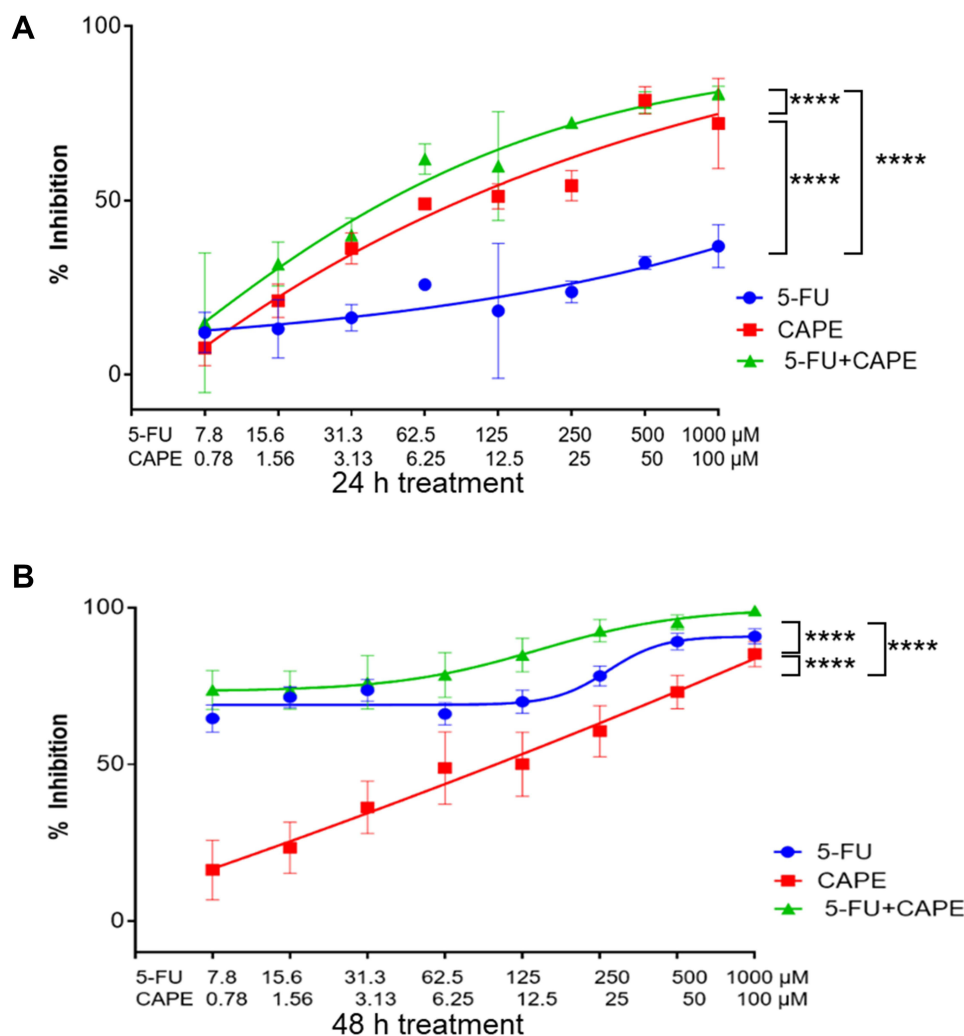 A
100
50
0
% Inhibition
****
****
****
5-FU
CAPE
5-FU+CAPE
5-FU 7.8 15.6 31.3 62.5 125 250 500 1000 µM
CAPE 0.78 1.56 3.13 6.25 12.5 25 50 100 µM
24 h treatment
B
100
50
0
% Inhibition
****
****
****
5-FU
CAPE
5-FU+CAPE
5-FU 7.8 15.6 31.3 62.5 125 250 500 1000 µM
CAPE 0.78 1.56 3.13 6.25 12.5 25 50 100 µM
48 h treatment